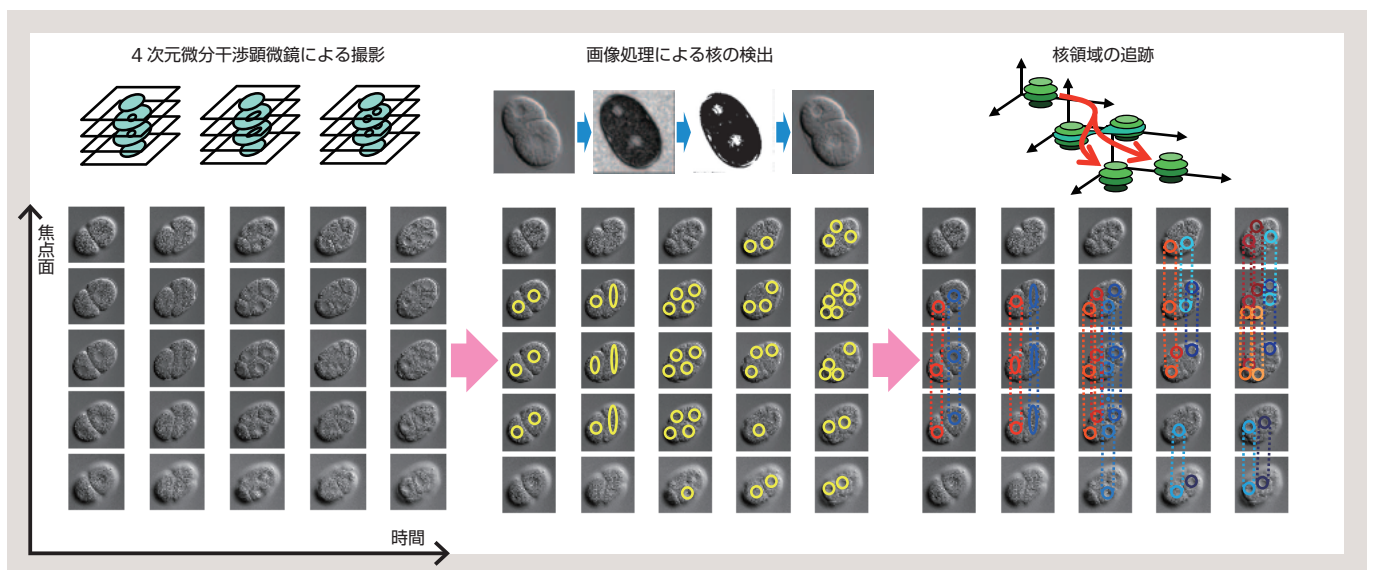 4次元微分干渉顕微鏡による撮影
画像処理による核の検出
核領域の追跡
焦点面
時間